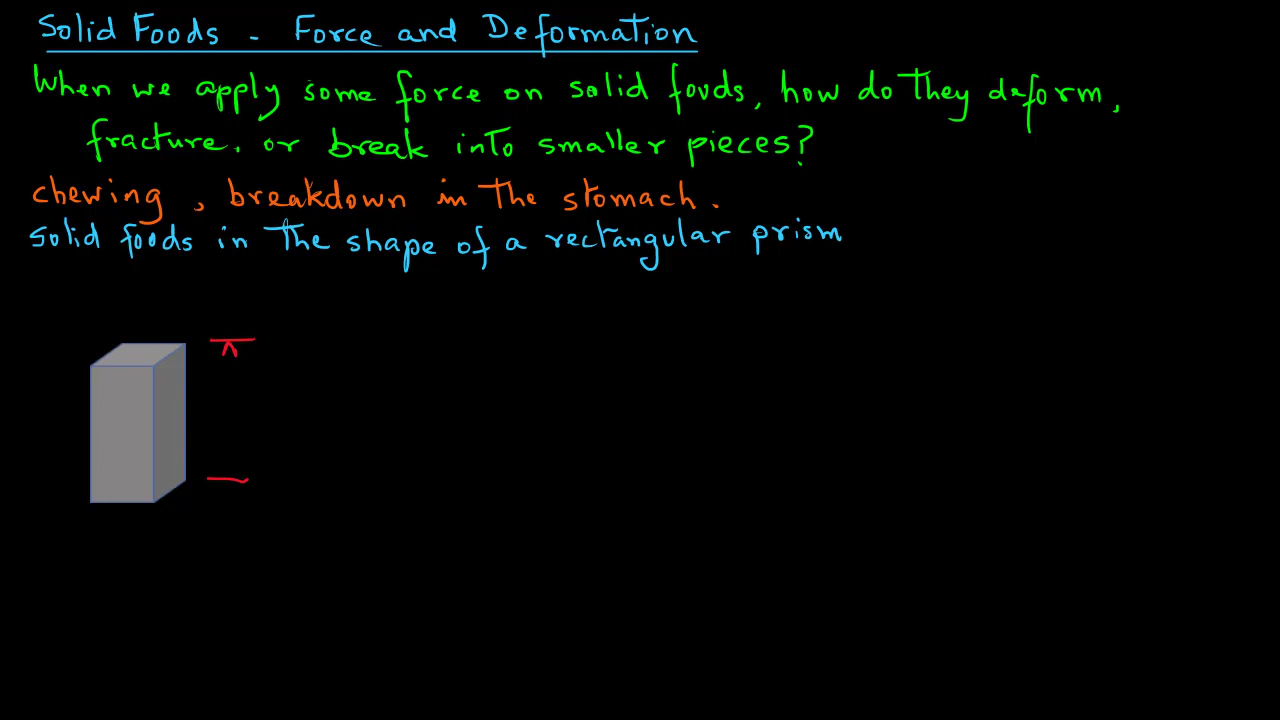 Solid Foods - Force and Deformation
When we apply some force on solid foods, how do they deform,
fracture, or break into smaller pieces?
chewing, breakdown in the stomach.
solid foods in the shape of a rectangular prism